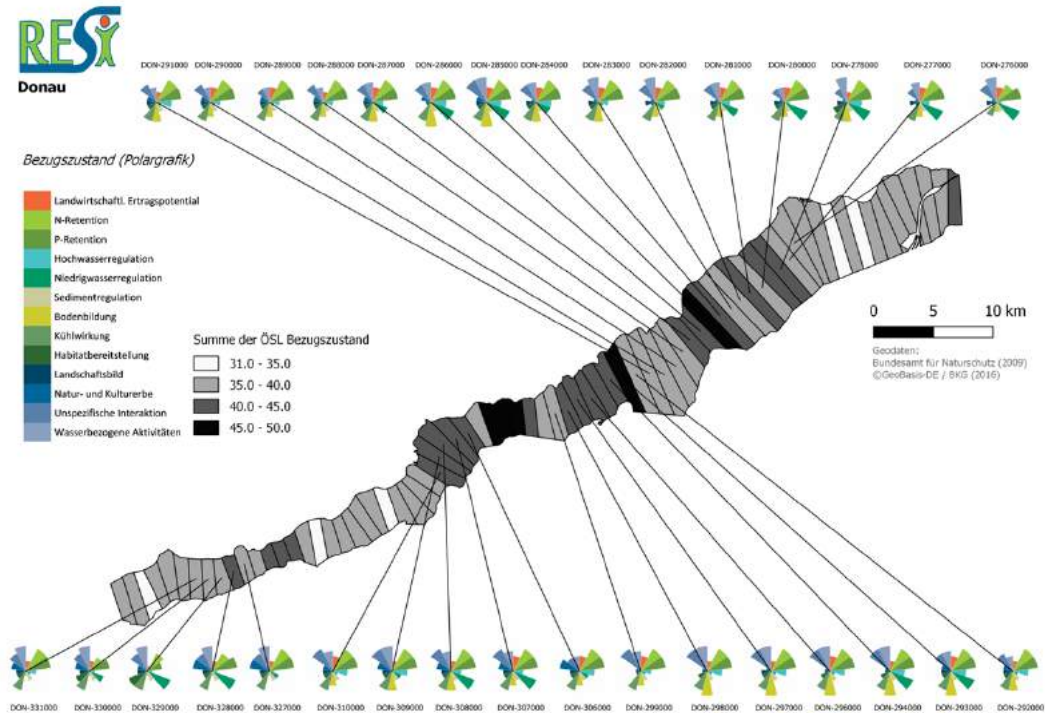 RESI
Donau
DON-291000 DON-290000 DON-289000 DON-288000 DON-287000 DON-286000 DON-285000 DON-284000 DON-283000 DON-282000 DON-281000 DON-280000 DON-278000 DON-277000 DON-276000
Bezugszustand (Polargrafik)
Landwirtschaftl. Ertragspotential
N-Retention
P-Retention
Hochwasserregulation
Niedrigwasserregulation
Sedimentregulation
Bodenbildung
Kühlwirkung
Habitatbereitstellung
Landschaftsbild
Natur- und Kulturerbe
Unspezifische Interaktion
Wasserbezogene Aktivitäten
Summe der ÖSL Bezugszustand
31.0 - 35.0
35.0 - 40.0
40.0 - 45.0
45.0 - 50.0
0 5 10 km
Geodaten:
Bundesamt für Naturschutz (2009)
©GeoBasis-DE / BKG (2016)
DON-331000 DON-330000 DON-329000 DON-328000 DON-327000 DON-310000 DON-309000 DON-308000 DON-307000 DON-306000 DON-299000 DON-298000 DON-297000 DON-296000 DON-294000 DON-293000 DON-292000